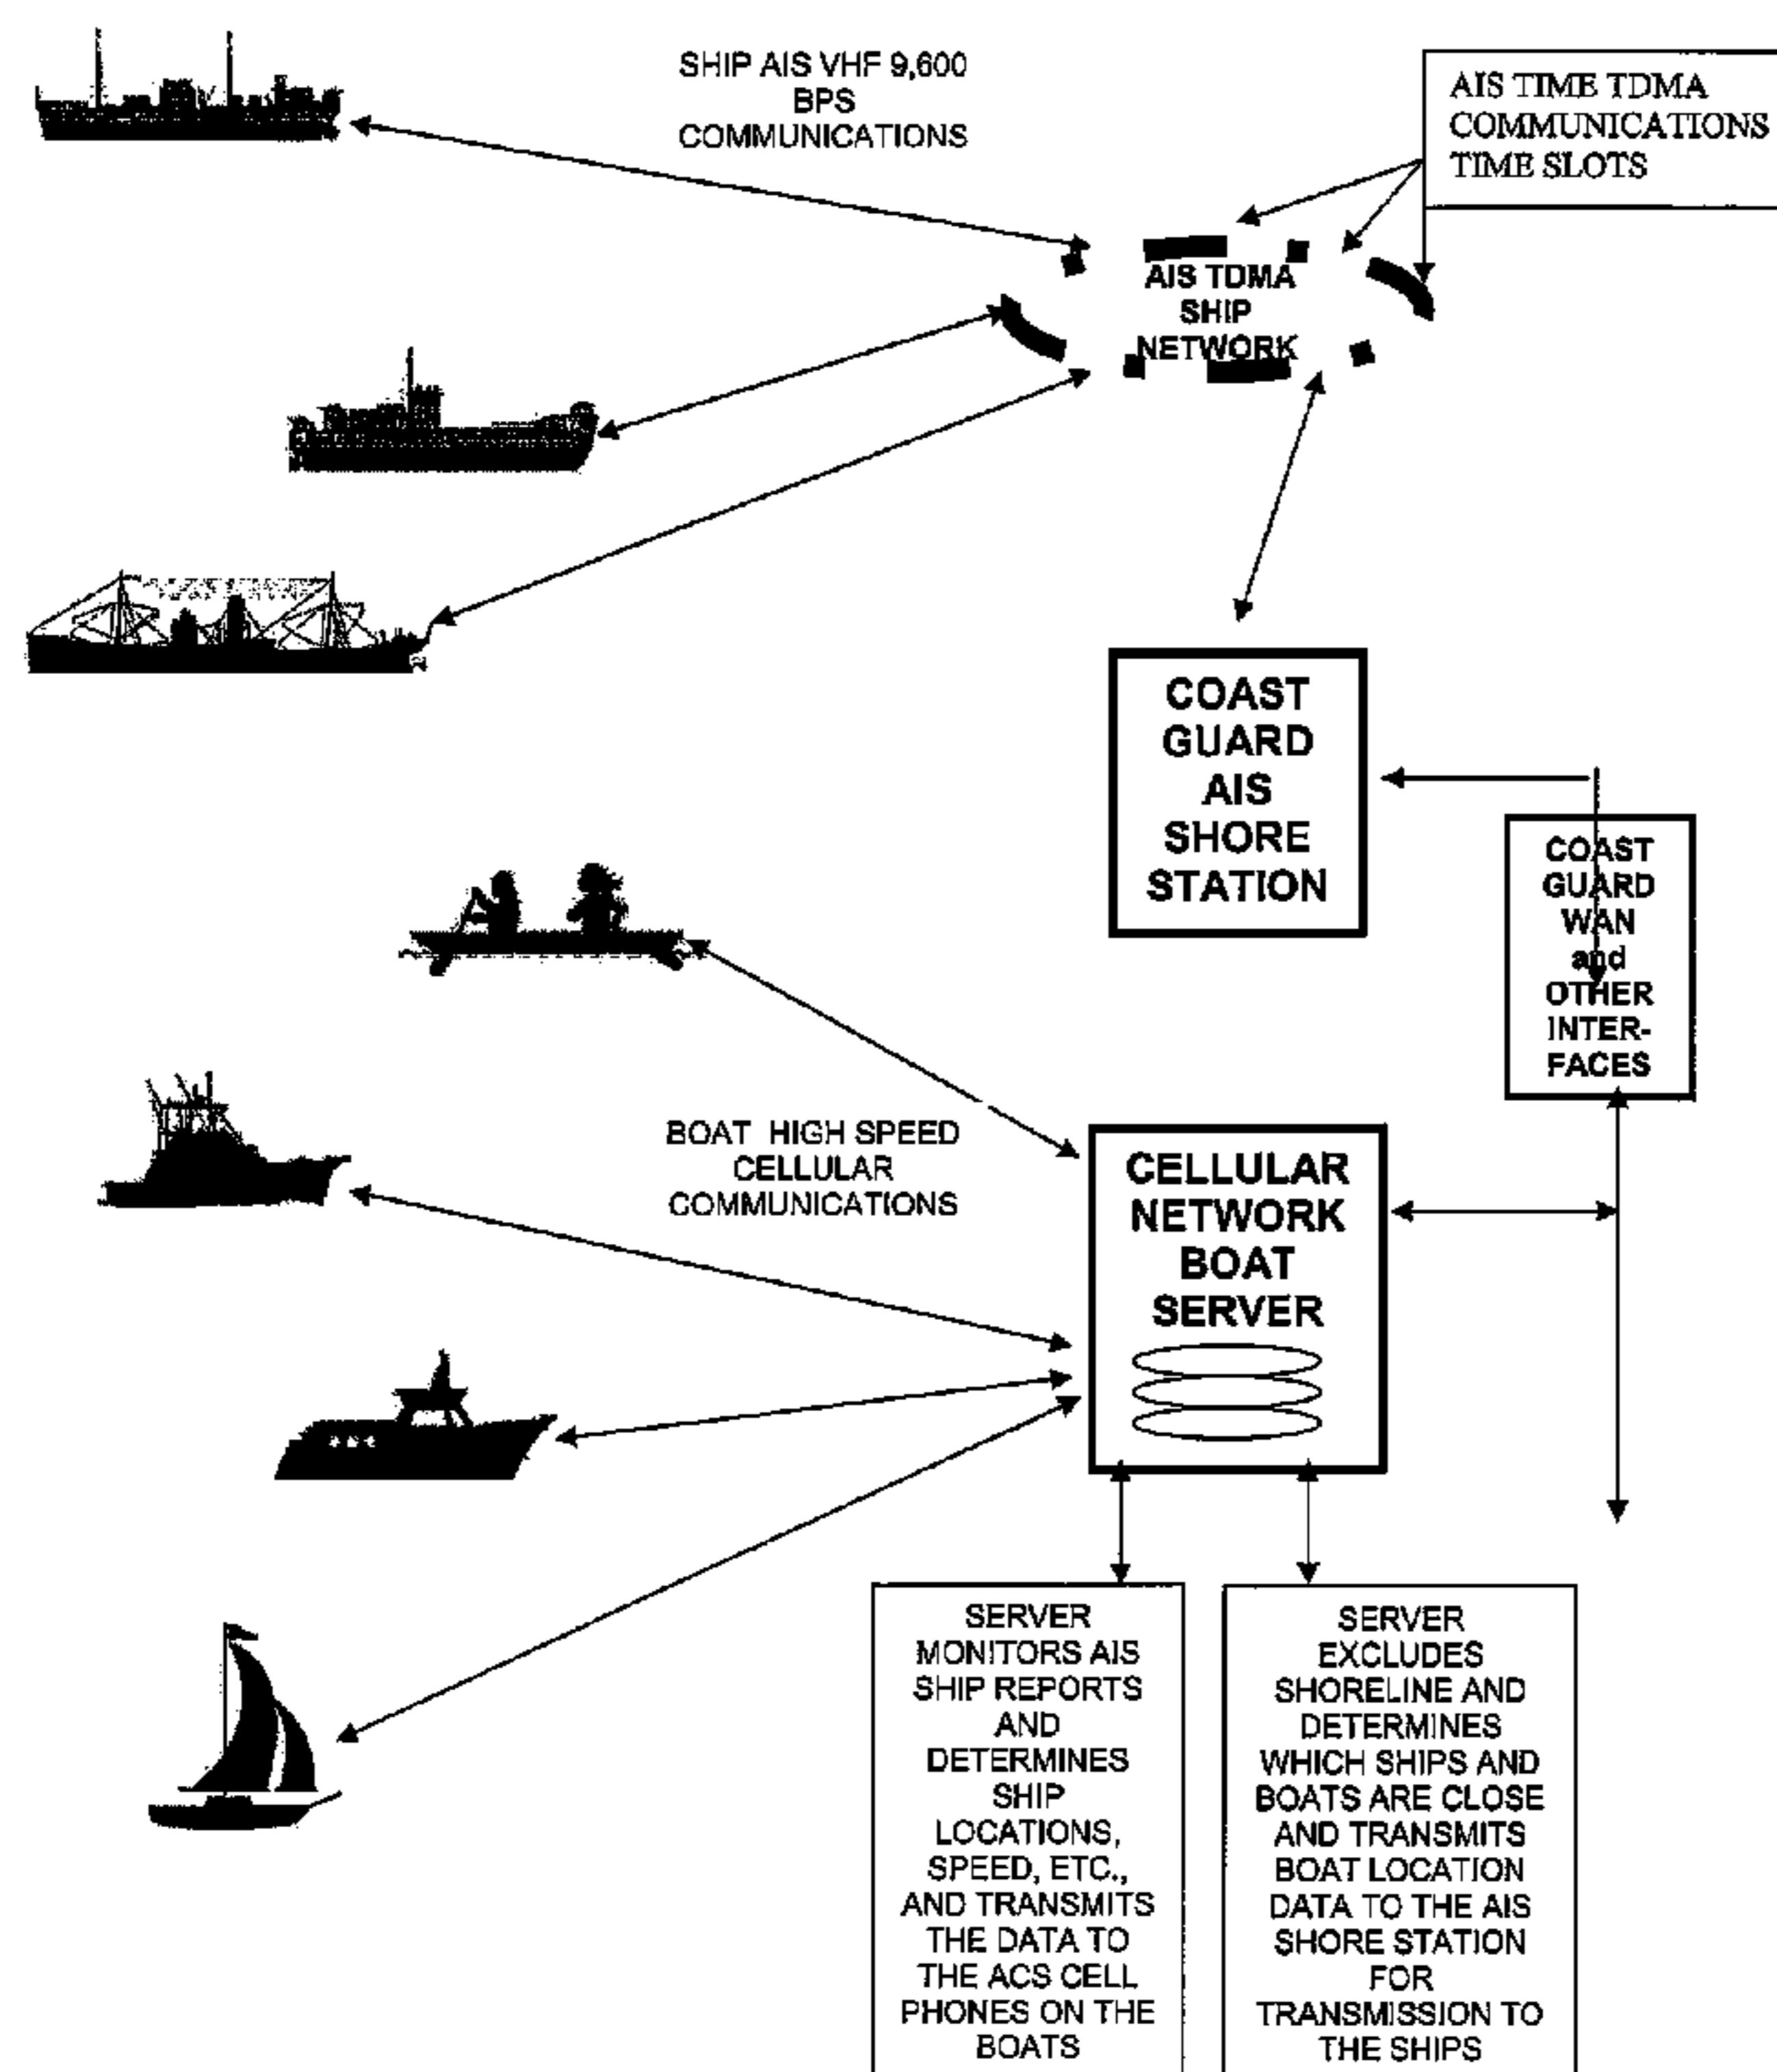 SHIP AIS VHF 9,600
BPS
COMMUNICATIONS
AIS TIME TDMA
COMMUNICATIONS
TIME SLOTS
AIS TDMA
SHIP
NETWORK
COAST
GUARD
AIS
SHORE
STATION
COAST
GUARD
WAN
and
OTHER
INTER-
FACES
BOAT HIGH SPEED
CELLULAR
COMMUNICATIONS
CELLULAR
NETWORK
BOAT
SERVER
SERVER
MONITORS AIS
SHIP REPORTS
AND
DETERMINES
SHIP
LOCATIONS,
SPEED, ETC.,
AND TRANSMITS
THE DATA TO
THE ACS CELL
PHONES ON THE
BOATS
SERVER
EXCLUDES
SHORELINE AND
DETERMINES
WHICH SHIPS AND
BOATS ARE CLOSE
AND TRANSMITS
BOAT LOCATION
DATA TO THE AIS
SHORE STATION
FOR
TRANSMISSION TO
THE SHIPS